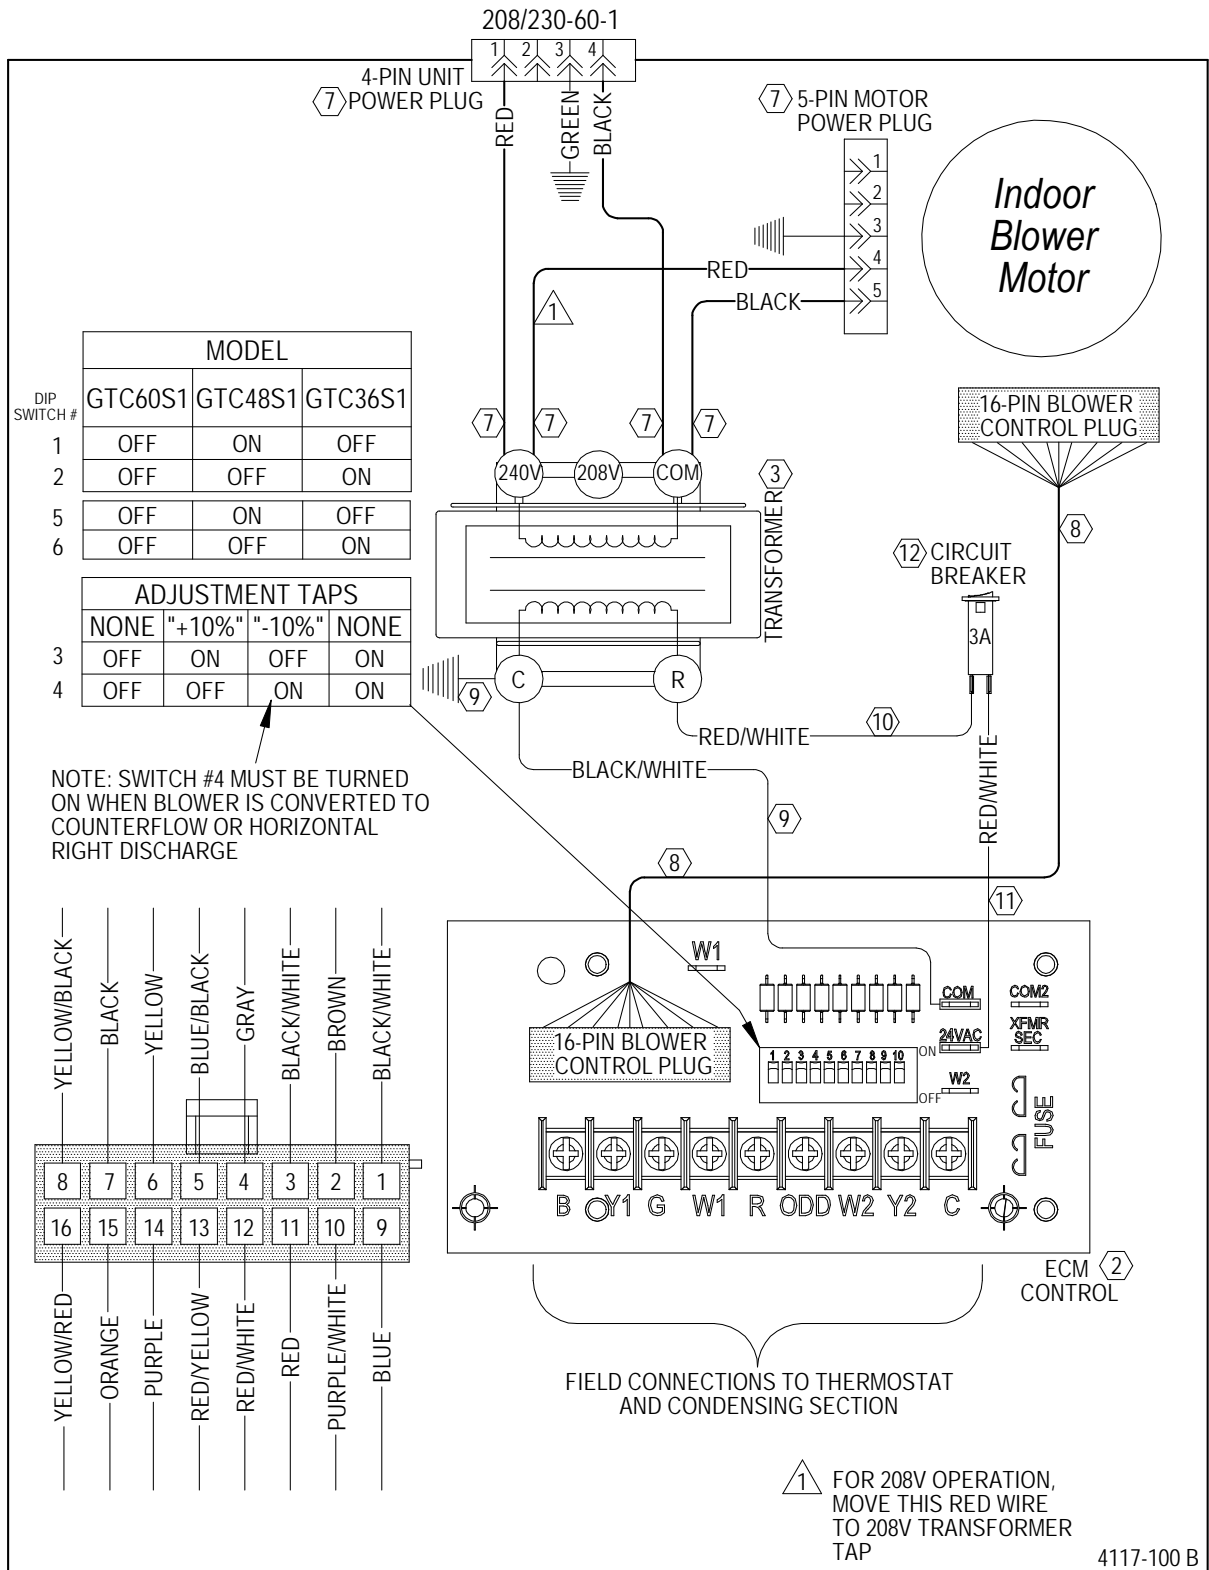 208/230-60-1
1 2 3 4
4-PIN UNIT
7 POWER PLUG
RED
GREEN
BLACK
7 5-PIN MOTOR
POWER PLUG
1
2
3
4
5
Indoor
Blower
Motor
RED
BLACK
1
MODEL
DIP
SWITCH #
GTC60S1 GTC48S1 GTC36S1
1 OFF ON OFF
2 OFF OFF ON
5 OFF ON OFF
6 OFF OFF ON
ADJUSTMENT TAPS
NONE "+10%" "-10%" NONE
3 OFF ON OFF ON
4 OFF OFF ON ON
NOTE: SWITCH #4 MUST BE TURNED
ON WHEN BLOWER IS CONVERTED TO
COUNTERFLOW OR HORIZONTAL
RIGHT DISCHARGE
7 7 7 7
240V 208V COM
TRANSFORMER 3
C R
9
RED/WHITE
10
BLACK/WHITE
9
16-PIN BLOWER
CONTROL PLUG
8
12 CIRCUIT
BREAKER
3A
RED/WHITE
11
8
W1
16-PIN BLOWER
CONTROL PLUG
1 2 3 4 5 6 7 8 9 10
ON
OFF
COM
COM2
24VAC
XFMR
SEC
W2
FUSE
B Y1 G W1 R ODD W2 Y2 C
ECM 2
CONTROL
FIELD CONNECTIONS TO THERMOSTAT
AND CONDENSING SECTION
YELLOW/BLACK
BLACK
YELLOW
BLUE/BLACK
GRAY
BLACK/WHITE
BROWN
BLACK/WHITE
8 7 6 5 4 3 2 1
16 15 14 13 12 11 10 9
YELLOW/RED
ORANGE
PURPLE
RED/YELLOW
RED/WHITE
RED
PURPLE/WHITE
BLUE
1 FOR 208V OPERATION,
MOVE THIS RED WIRE
TO 208V TRANSFORMER
TAP
4117-100 B